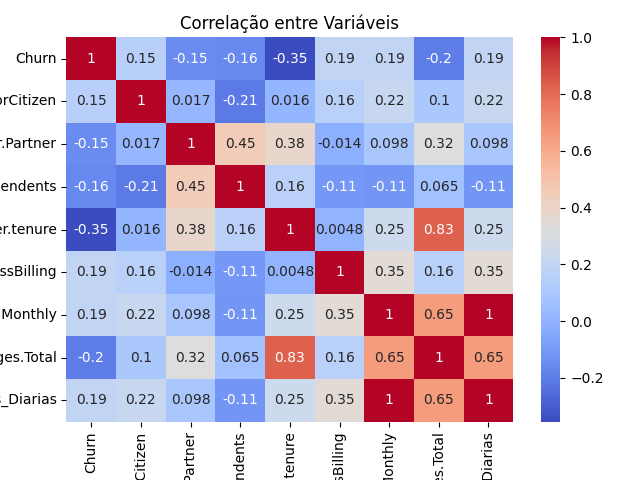 Correlação entre Variáveis
Churn 1 0.15 -0.15 -0.16 -0.35 0.19 0.19 -0.2 0.19
orCitizen 0.15 1 0.017 -0.21 0.016 0.16 0.22 0.1 0.22
r.Partner -0.15 0.017 1 0.45 0.38 -0.014 0.098 0.32 0.098
endents -0.16 -0.21 0.45 1 0.16 -0.11 -0.11 0.065 -0.11
er.tenure -0.35 0.016 0.38 0.16 1 0.0048 0.25 0.83 0.25
ssBilling 0.19 0.16 -0.014 -0.11 0.0048 1 0.35 0.16 0.35
Monthly 0.19 0.22 0.098 -0.11 0.25 0.35 1 0.65 1
ges.Total -0.2 0.1 0.32 0.065 0.83 0.16 0.65 1 0.65
s_Diarias 0.19 0.22 0.098 -0.11 0.25 0.35 1 0.65 1
Churn
Citizen
Partner
ndents
tenure
sBilling
Monthly
es.Total
Diarias
1.0
0.8
0.6
0.4
0.2
0.0
−0.2